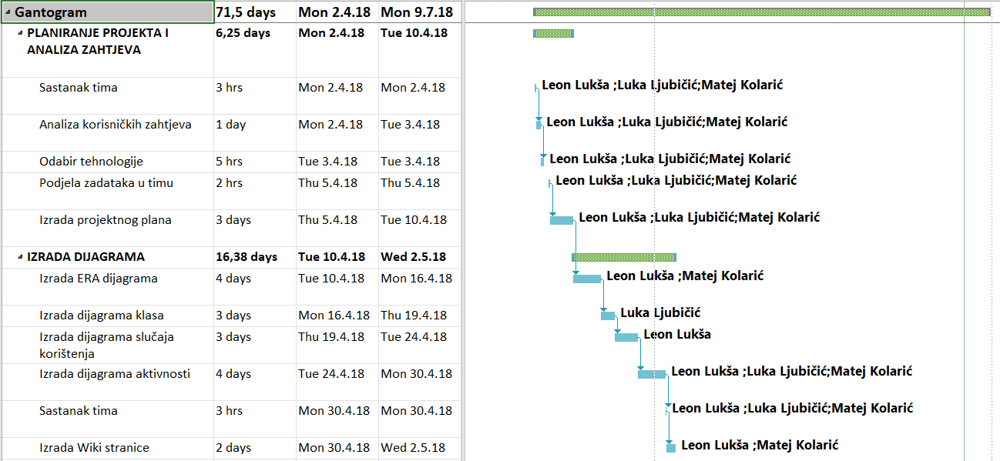 Gantogram 71,5 days Mon 2.4.18 Mon 9.7.18
PLANIRANJE PROJEKTA I 6,25 days Mon 2.4.18 Tue 10.4.18
ANALIZA ZAHTJEVA
Sastanak tima 3 hrs Mon 2.4.18 Mon 2.4.18 Leon Lukša ;Luka Ljubičić;Matej Kolarić
Analiza korisničkih zahtjeva 1 day Mon 2.4.18 Tue 3.4.18 Leon Lukša ;Luka Ljubičić;Matej Kolarić
Odabir tehnologije 5 hrs Tue 3.4.18 Tue 3.4.18 Leon Lukša ;Luka Ljubičić;Matej Kolarić
Podjela zadataka u timu 2 hrs Thu 5.4.18 Thu 5.4.18 Leon Lukša ;Luka Ljubičić;Matej Kolarić
Izrada projektnog plana 3 days Thu 5.4.18 Tue 10.4.18 Leon Lukša ;Luka Ljubičić;Matej Kolarić
IZRADA DIJAGRAMA 16,38 days Tue 10.4.18 Wed 2.5.18
Izrada ERA dijagrama 4 days Tue 10.4.18 Mon 16.4.18 Leon Lukša ;Matej Kolarić
Izrada dijagrama klasa 3 days Mon 16.4.18 Thu 19.4.18 Luka Ljubičić
Izrada dijagrama slučaja 3 days Thu 19.4.18 Tue 24.4.18 Leon Lukša
korištenja
Izrada dijagrama aktivnosti 4 days Tue 24.4.18 Mon 30.4.18 Leon Lukša ;Luka Ljubičić;Matej Kolarić
Sastanak tima 3 hrs Mon 30.4.18 Mon 30.4.18 Leon Lukša ;Luka Ljubičić;Matej Kolarić
Izrada Wiki stranice 2 days Mon 30.4.18 Wed 2.5.18 Leon Lukša ;Matej Kolarić